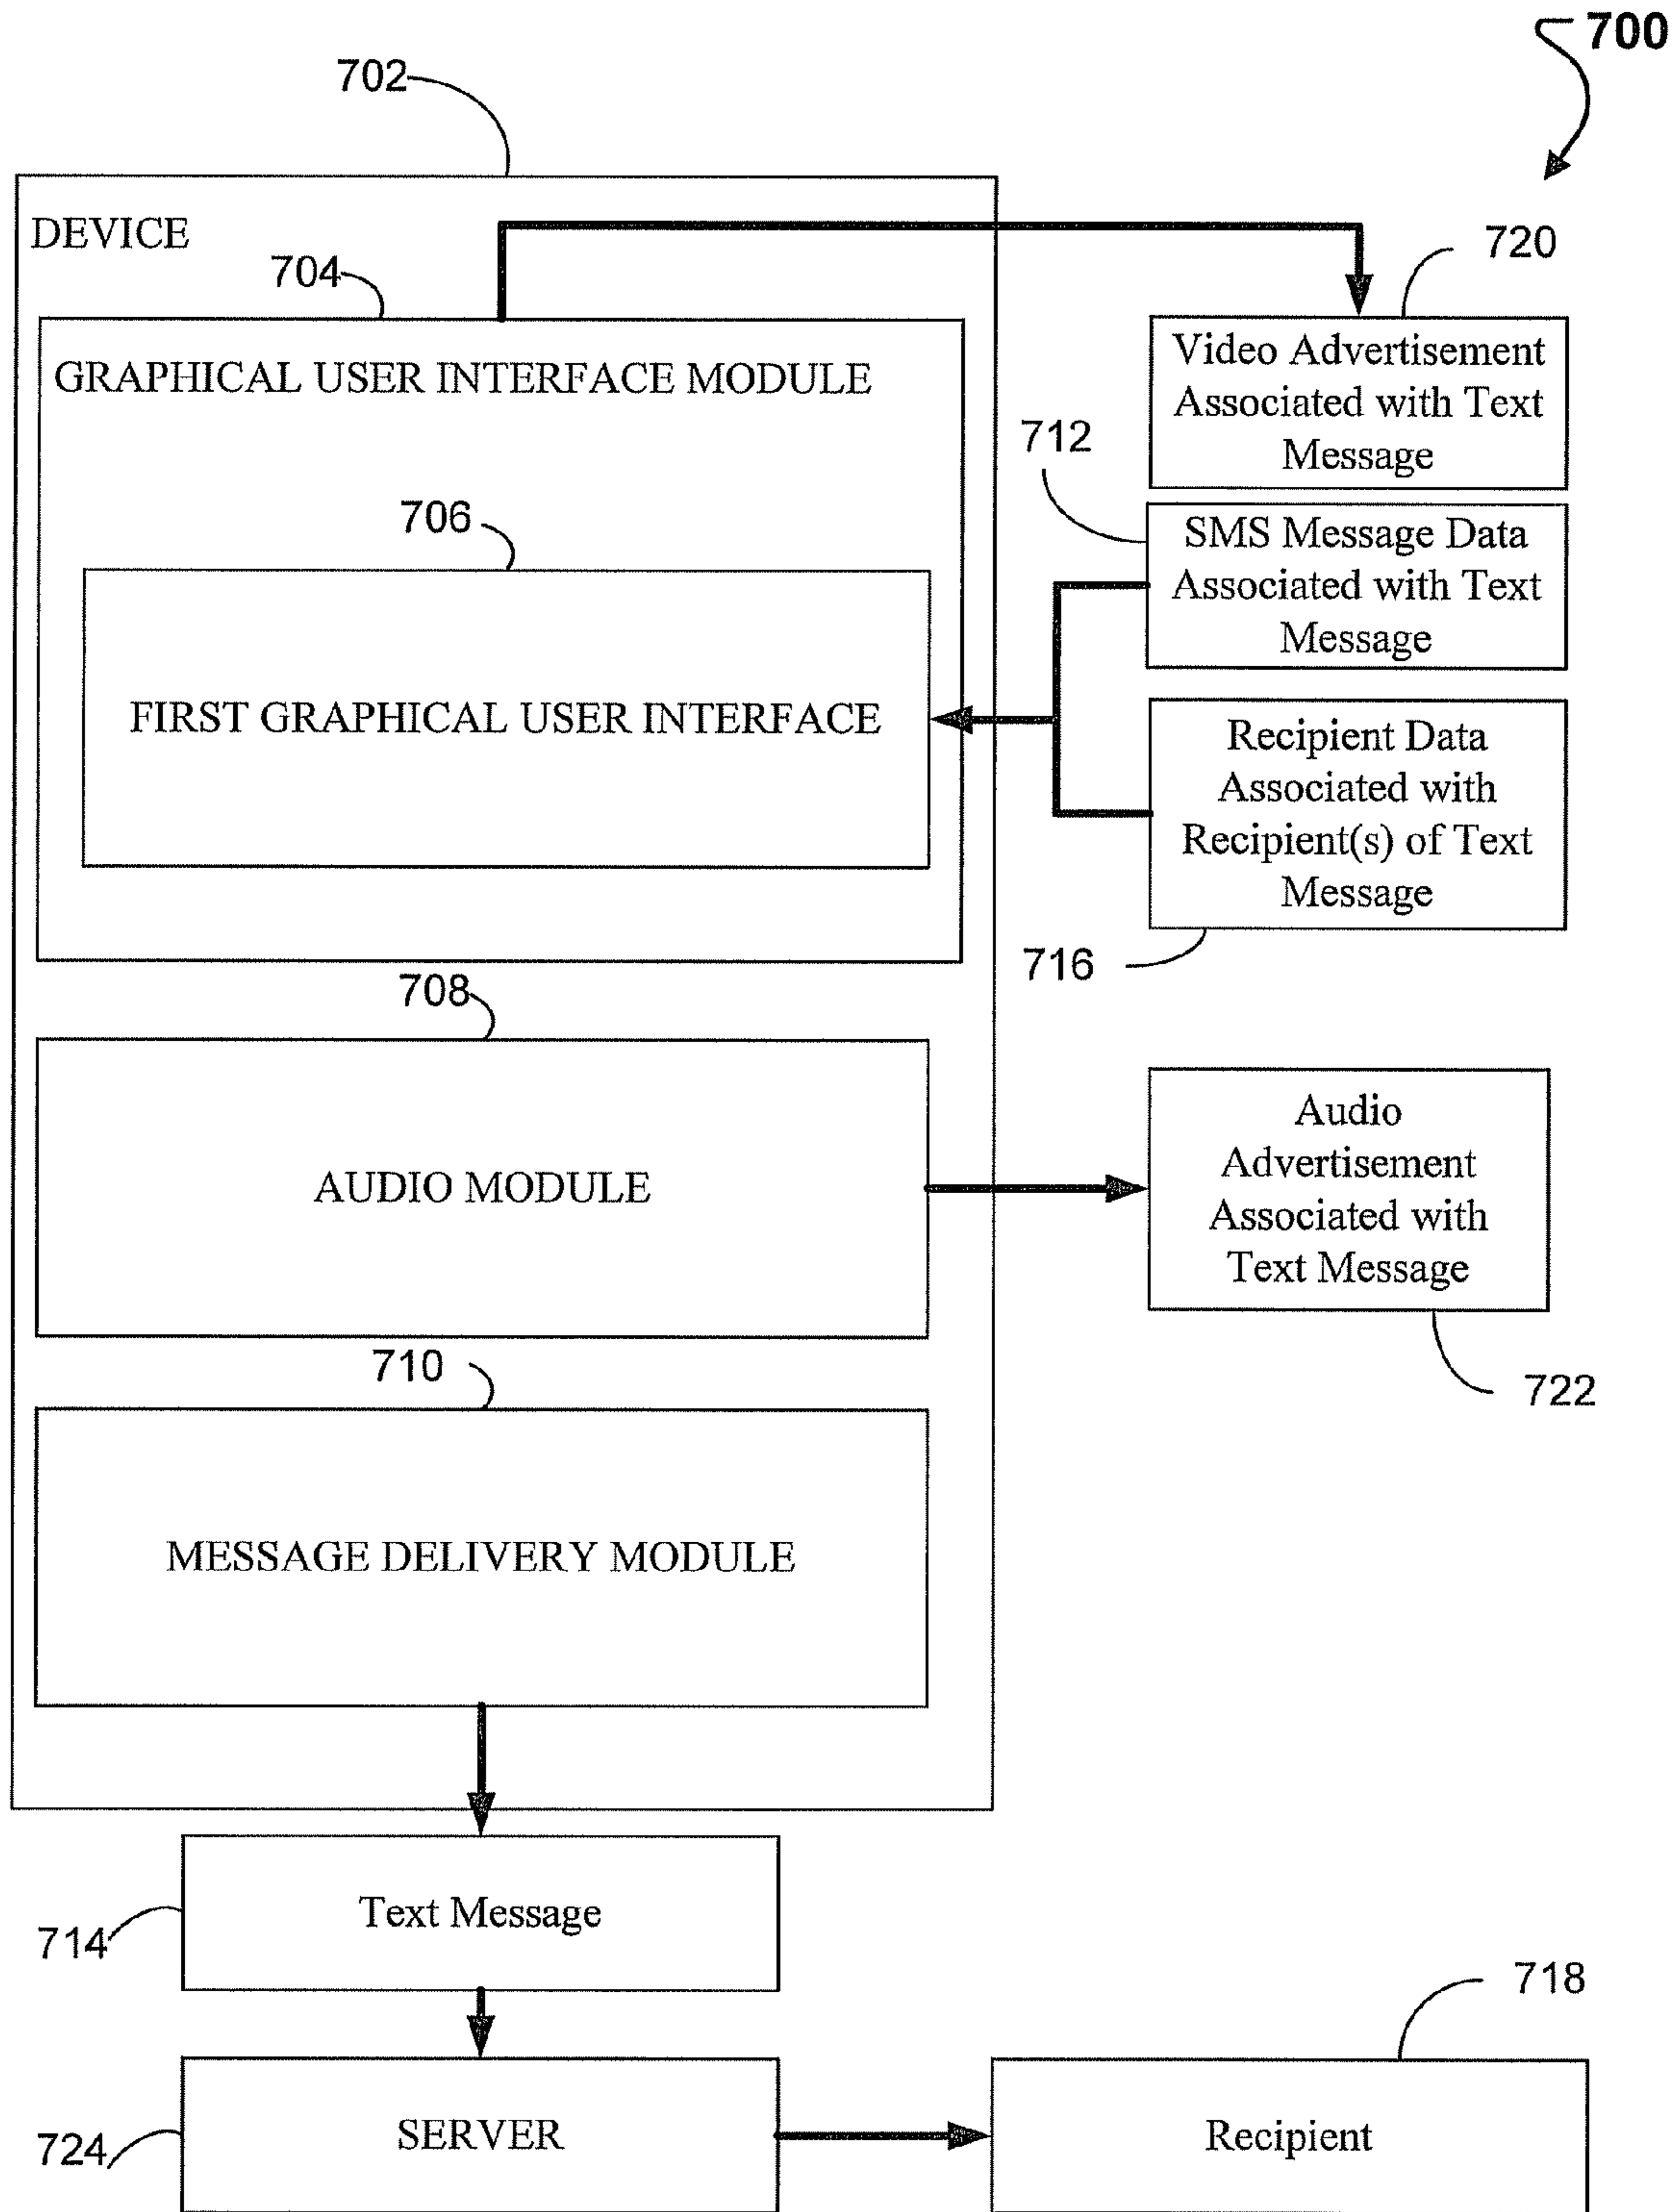 700
702
DEVICE
720
704
Video Advertisement
Associated with Text
Message
GRAPHICAL USER INTERFACE MODULE
712
706
SMS Message Data
Associated with Text
Message
FIRST GRAPHICAL USER INTERFACE
Recipient Data
Associated with
Recipient(s) of Text
Message
716
708
Audio
Advertisement
Associated with
Text Message
AUDIO MODULE
710
722
MESSAGE DELIVERY MODULE
Text Message
714
718
SERVER
724
Recipient